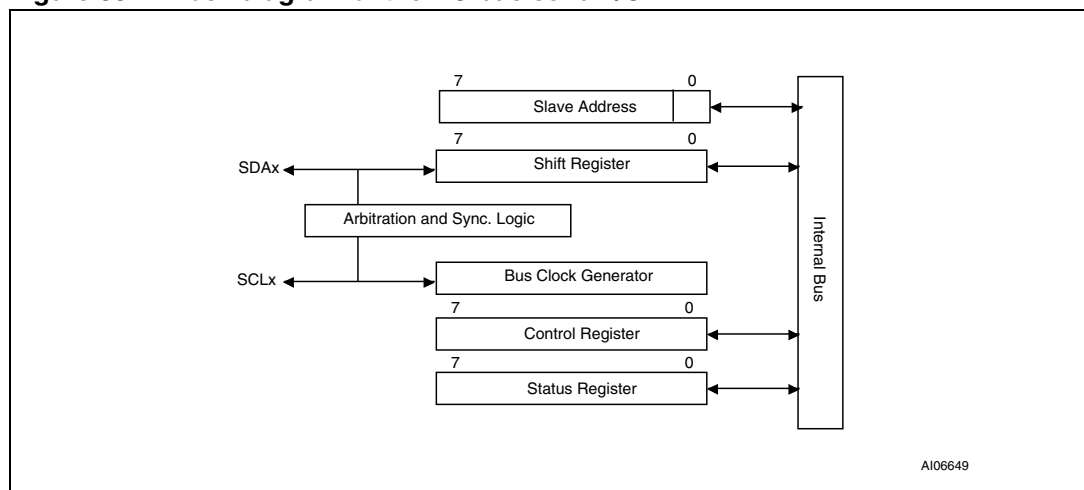 7 0
Slave Address
7 0
SDAx
Shift Register
Arbitration and Sync. Logic
SCLx
Bus Clock Generator
7 0
Control Register
7 0
Status Register
Internal Bus
AI06649